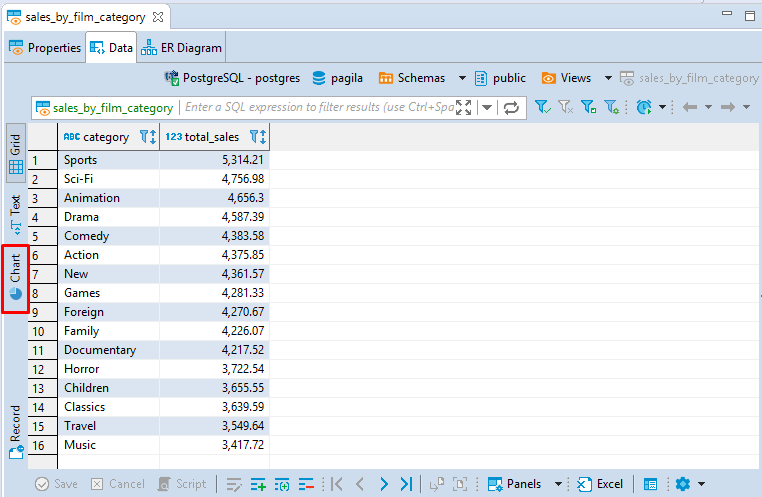 sales_by_film_category
Properties Data ER Diagram
PostgreSQL - postgres pagila Schemas public Views sales_by_film_category
sales_by_film_category Enter a SQL expression to filter results (use Ctrl+Spa
Grid
Text
Chart
Record
ABC category 123 total_sales
1 Sports 5,314.21
2 Sci-Fi 4,756.98
3 Animation 4,656.3
4 Drama 4,587.39
5 Comedy 4,383.58
6 Action 4,375.85
7 New 4,361.57
8 Games 4,281.33
9 Foreign 4,270.67
10 Family 4,226.07
11 Documentary 4,217.52
12 Horror 3,722.54
13 Children 3,655.55
14 Classics 3,639.59
15 Travel 3,549.64
16 Music 3,417.72
Save Cancel Script Panels Excel